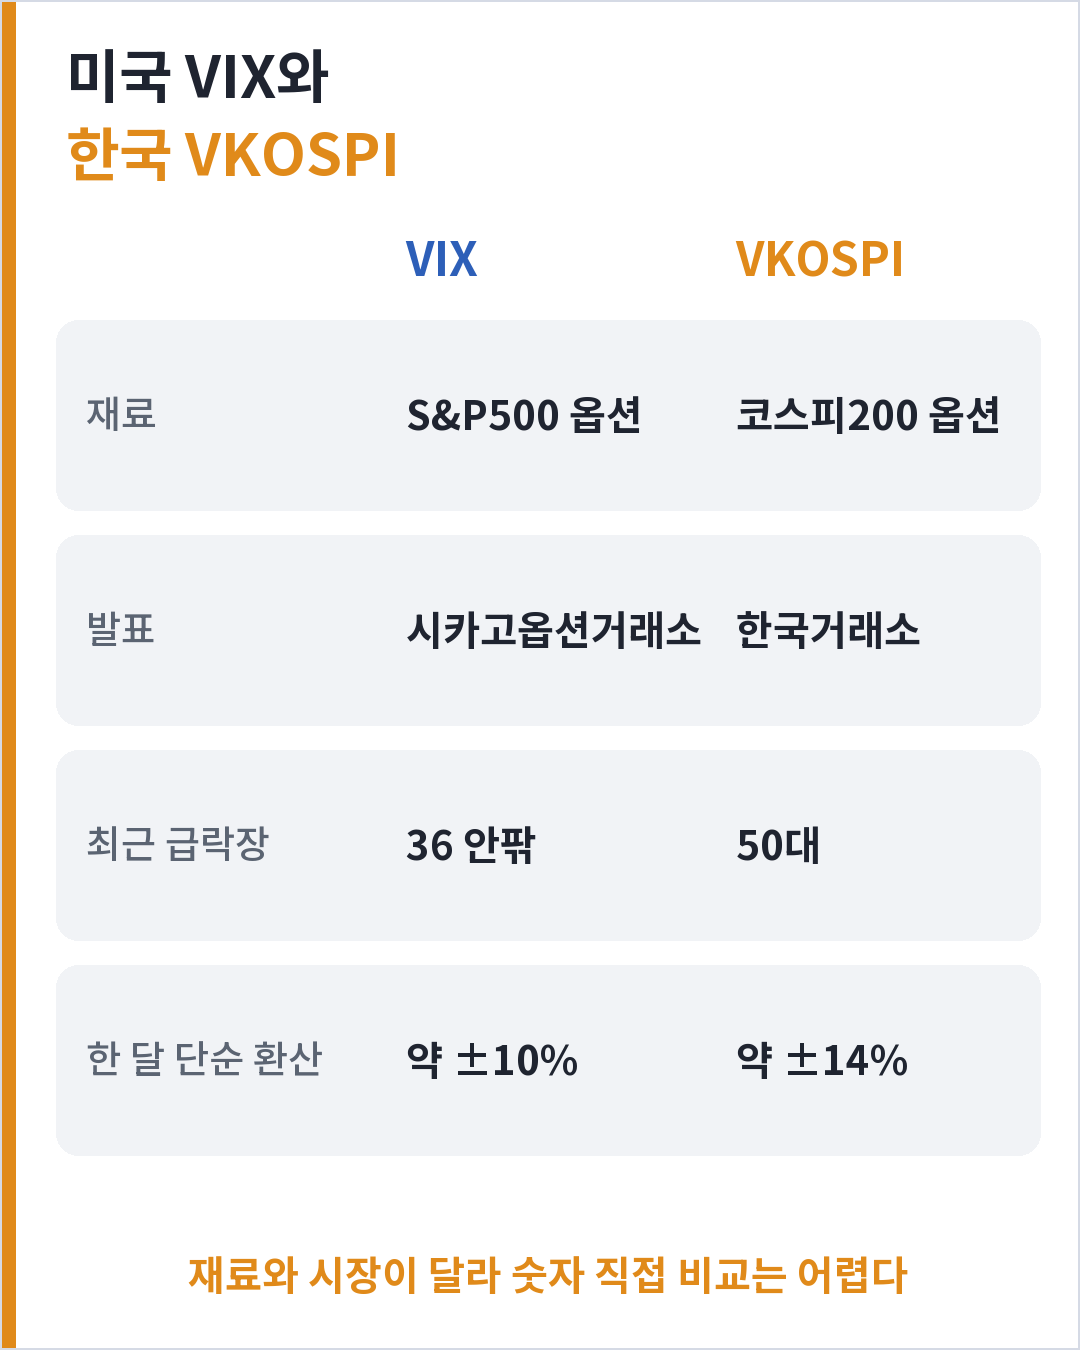 미국 VIX와
한국 VKOSPI
VIX VKOSPI
재료 S&P500 옵션 코스피200 옵션
발표 시카고옵션거래소 한국거래소
최근 급락장 36 안팎 50대
한 달 단순 환산 약 ±10% 약 ±14%
재료와 시장이 달라 숫자 직접 비교는 어렵다